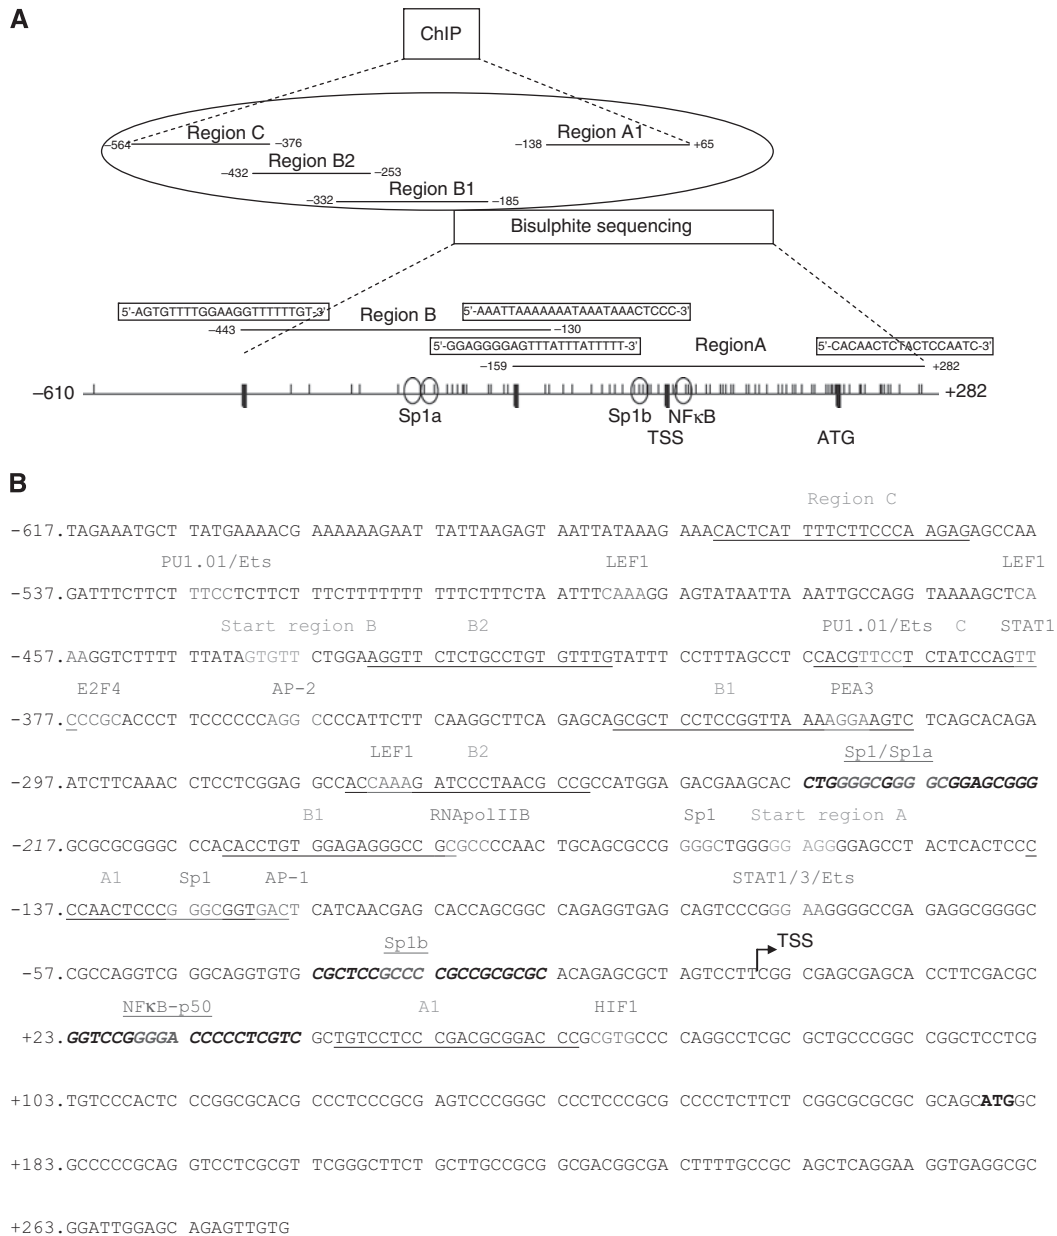 A
ChIP
Region C
Region A1
–564
–376
–138
+65
Region B2
–432
–253
Region B1
–332
–185
Bisulphite sequencing
5'-AGTGTTTTGGAAGGTTTTTTGT-3'
Region B
5'-AAATTAAAAAAATAAATAAACTCCC-3'
–443
–130
5'-GGAGGGGAGTTTATTTATTTTT-3'
RegionA
5'-CACAACTCTACTCCAATC-3'
–159
+282
–610
+282
Sp1a
Sp1b
NFκB
TSS
ATG
B
Region C
-617.TAGAAATGCT TATGAAAACG AAAAAAGAAT TATTAAGAGT AATTATAAAG AAACACTCAT TTTCTTCCCA AGAGAGCCAA
PU1.01/Ets LEF1 LEF1
-537.GATTTCTTCT TTCCTCTTCT TTCTTTTTTT TTTCTTTCTA ATTTCAAAGG AGTATAATTA AATTGCCAGG TAAAAGCTCA
Start region B B2 PU1.01/Ets C STAT1
-457.AAGGTCTTTT TTATAGTGTT CTGGAAGGTT CTCTGCCTGT GTTTGTATTT CCTTTAGCCT CCACGTTCCT CTATCCAGTT
E2F4 AP-2 B1 PEA3
-377.CCCGCACCCT TCCCCCCAGG CCCCATTCTT CAAGGCTTCA GAGCAGCGCT CCTCCGGTTA AAAAGGAAGTC TCAGCACAGA
LEF1 B2 Sp1/Sp1a
-297.ATCTTCAAAC CTCCTCGGAG GCCACCAAAG ATCCCTAACG CCGCCATGGA GACGAAGCAC CTGGGGCGGG GCGGAGCGGG
B1 RNApolIIB Sp1 Start region A
-217.GCGCGCGGGC CCACACCTGT GGAGAGGGCC GCGCCCCAAC TGCAGCGCCG GGGCTGGGGG AGGGGAGCCT ACTCACTCCC
A1 Sp1 AP-1 STAT1/3/Ets
-137.CCAACTCCCG GGCGGTGACT CATCAACGAG CACCAGCGGC CAGAGGTGAG CAGTCCCGGG AAGGGGCCGA GAGGCGGGGC
Sp1b TSS
-57.CGCCAGGTCG GGCAGGTGTG CGCTCCGCCC CGCCGCGCGC ACAGAGCGCT AGTCCTTCGG CGAGCGAGCA CCTTCGACGC
NFκB-p50 A1 HIF1
+23.GGTCCGGGGA CCCCCTCGTC GCTGTCCTCC CGACGCGGAC CCGCGTGCCC CAGGCCTCGC GCTGCCCGGC CGGCTCCTCG
+103.TGTCCCACTC CCGGCGCACG CCCTCCCGCG AGTCCCGGGC CCCTCCCGCG CCCCTCTTCT CGGCGCGCGC GCAGCATGGC
+183.GCCCCCGCAG GTCCTCGCGT TCGGGCTTCT GCTTGCCGCG GCGACGGCGA CTTTTGCCGC AGCTCAGGAA GGTGAGGCGC
+263.GGATTGGAGC AGAGTTGTG